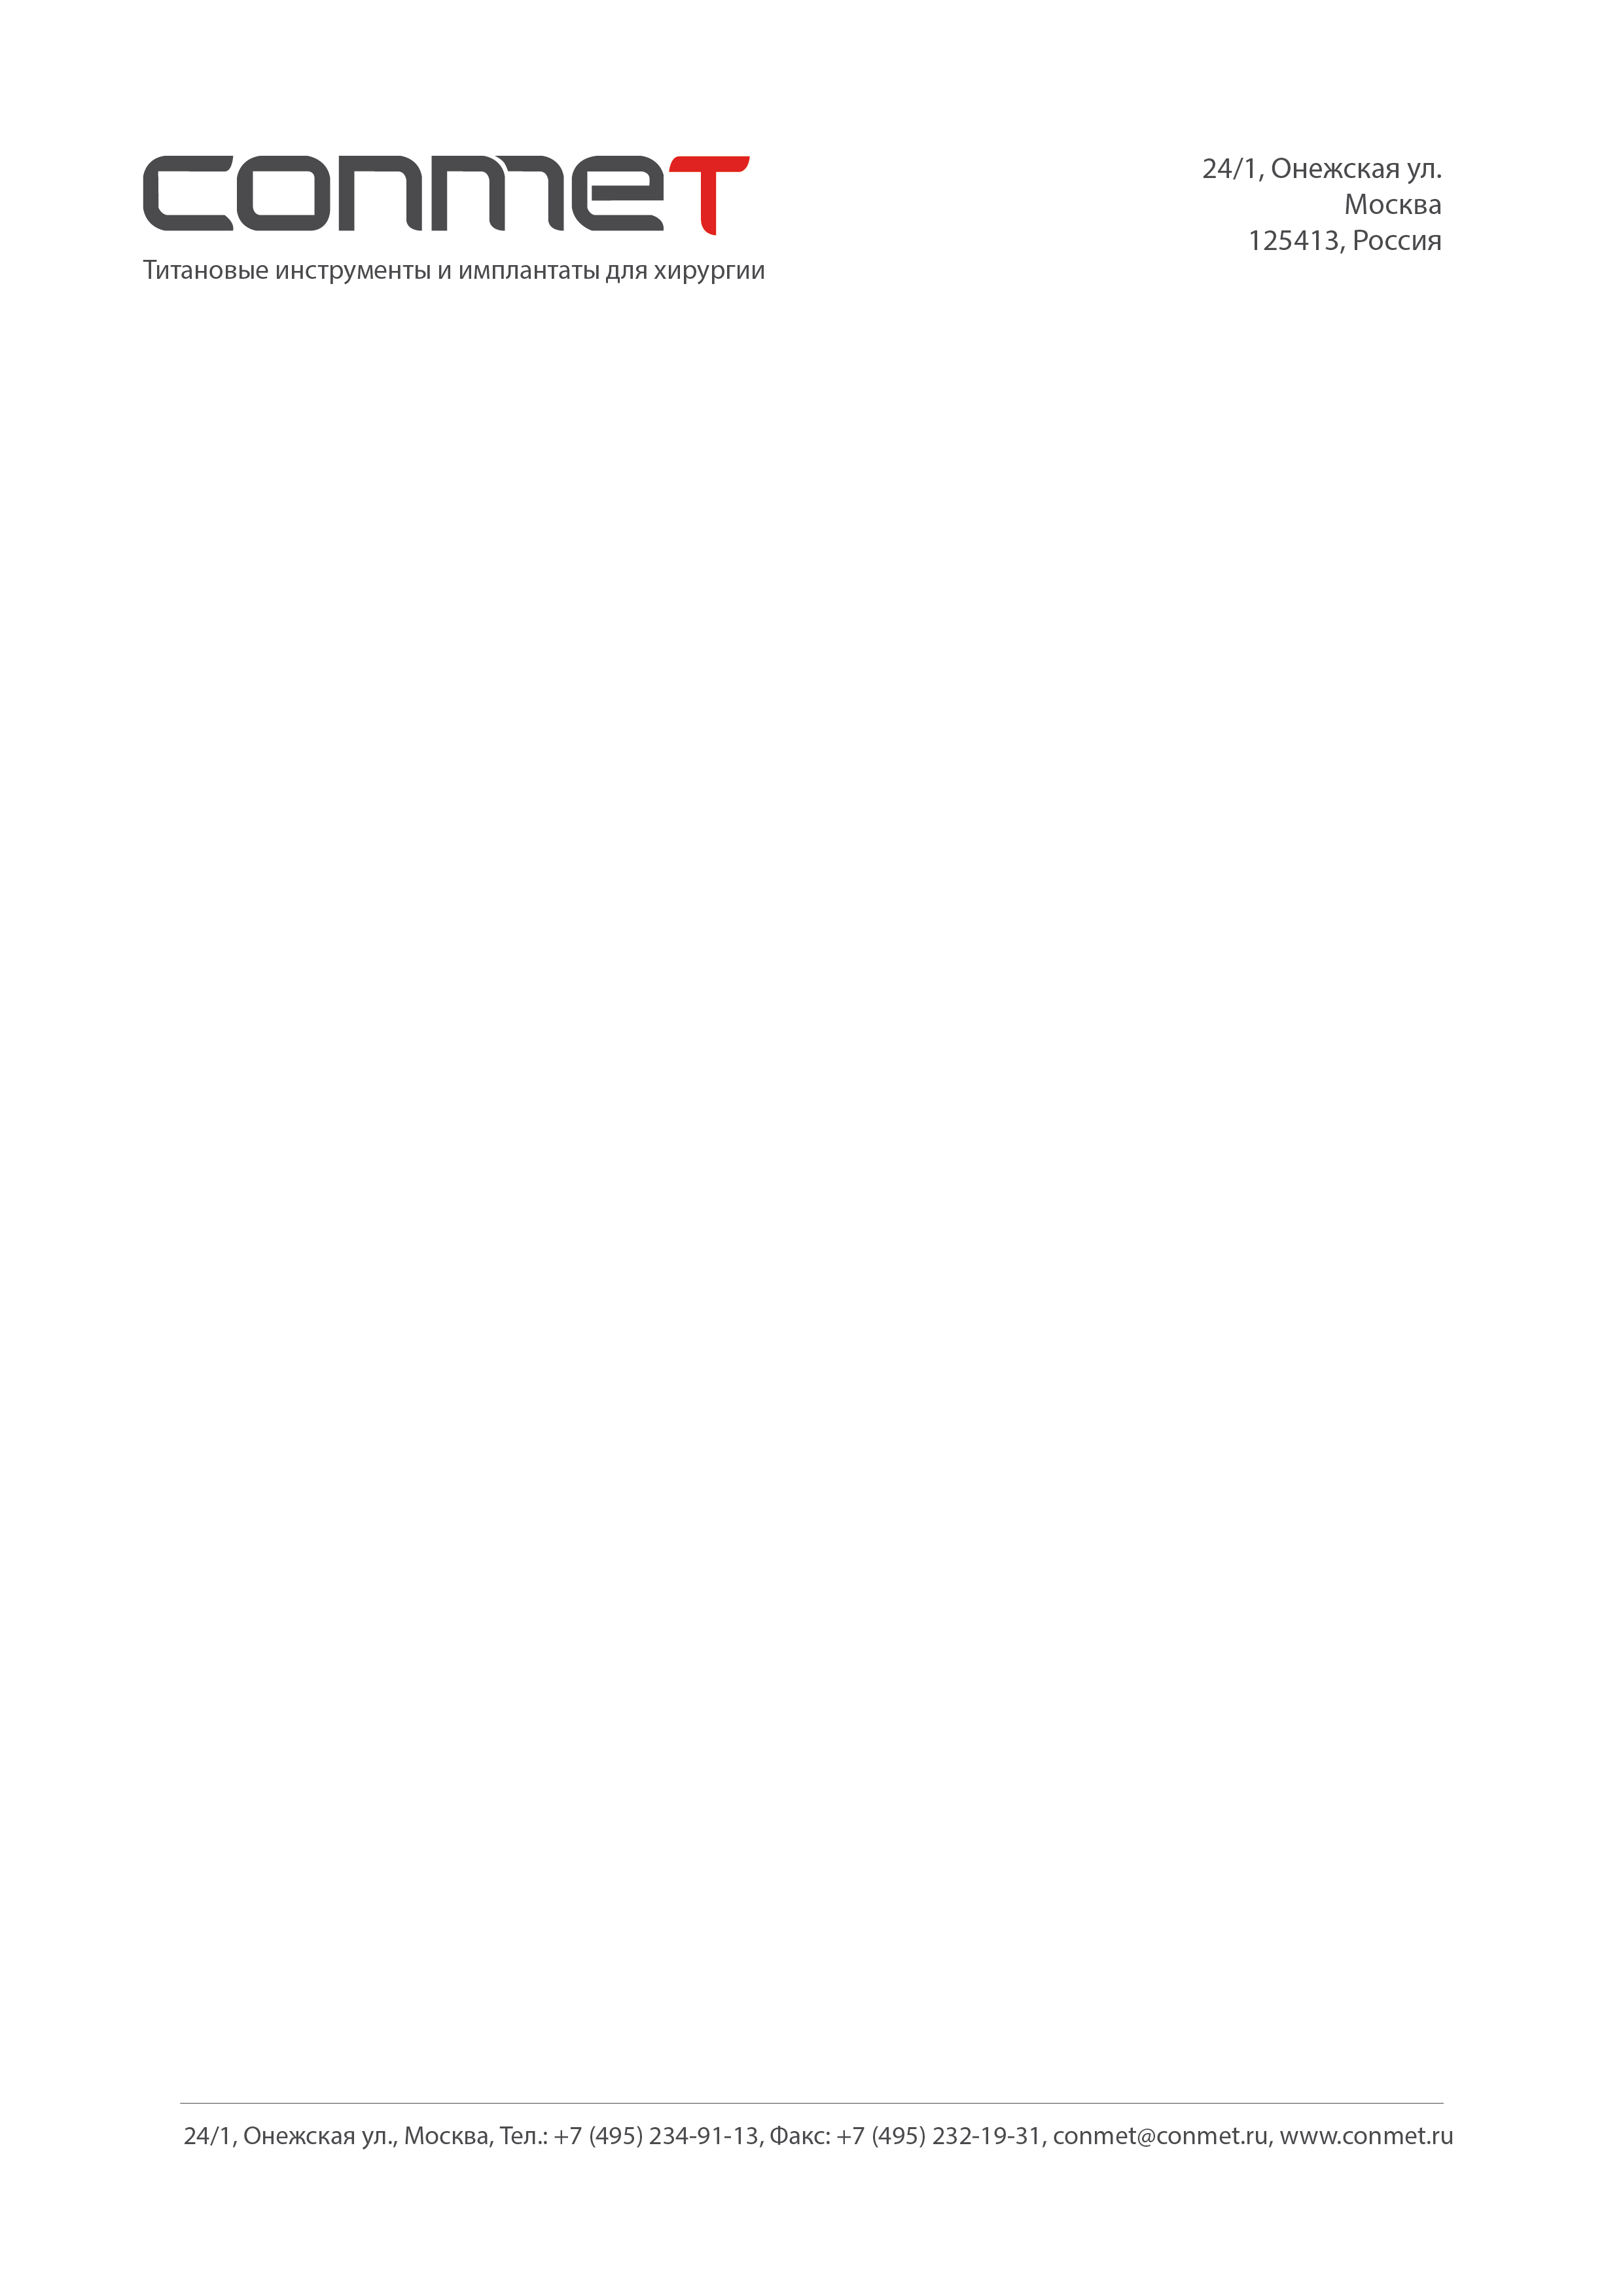 conmet
Титановые инструменты и имплантаты для хирургии
24/1, Онежская ул.
Москва
125413, Россия
24/1, Онежская ул., Москва, Тел.: +7 (495) 234-91-13, Факс: +7 (495) 232-19-31, conmet@conmet.ru, www.conmet.ru